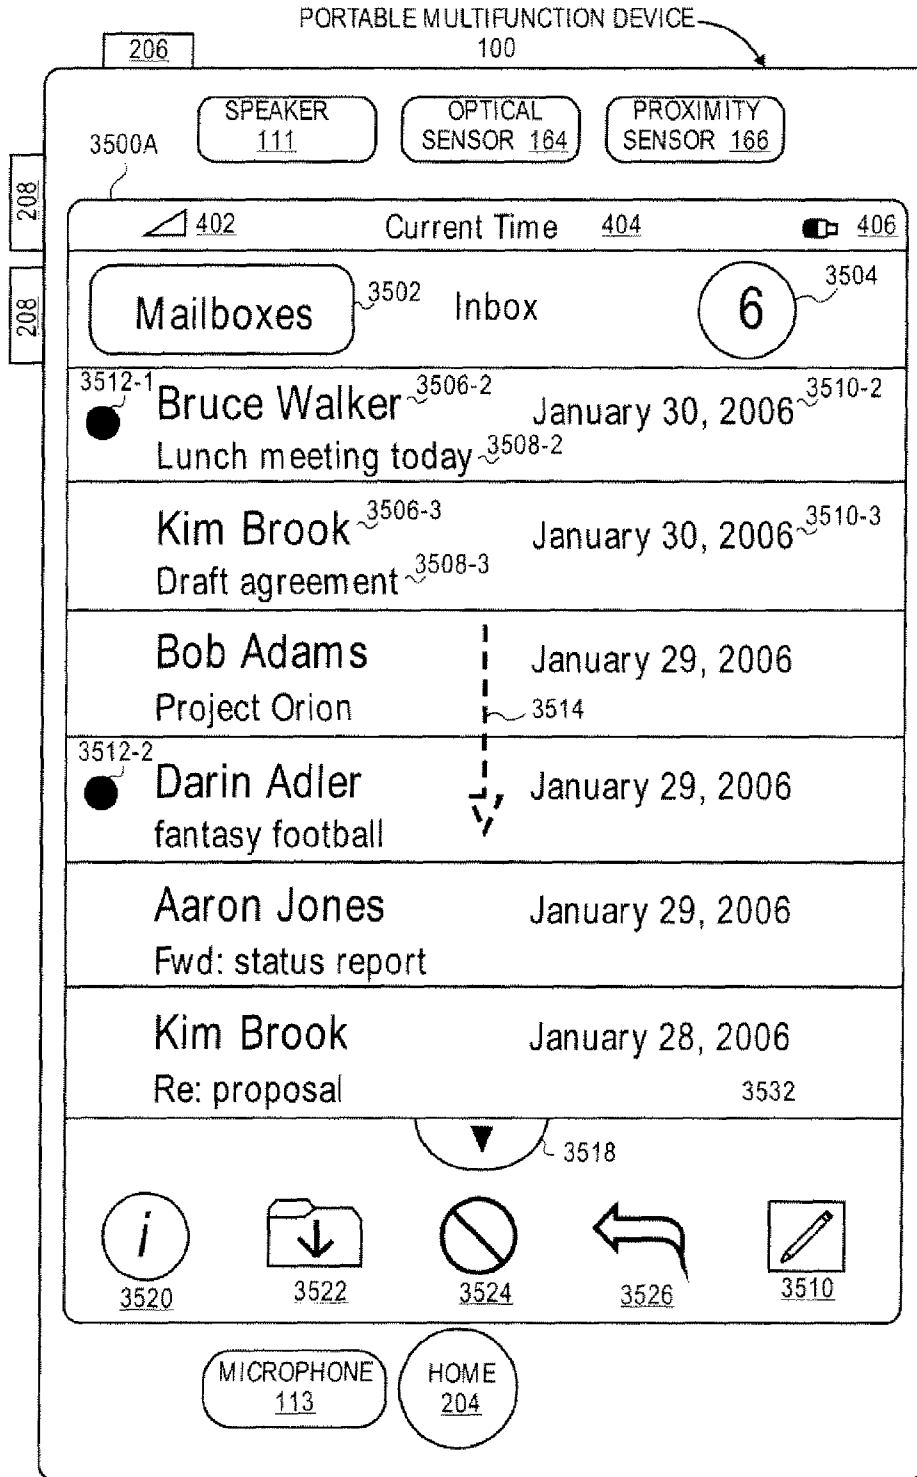 PORTABLE MULTIFUNCTION DEVICE
100
206
SPEAKER
111
OPTICAL
SENSOR 164
PROXIMITY
SENSOR 166
3500A
208
208
402
Current Time 404
406
Mailboxes
3502
Inbox
6
3504
3512-1
Bruce Walker 3506-2
January 30, 2006 3510-2
Lunch meeting today 3508-2
Kim Brook 3506-3
January 30, 2006 3510-3
Draft agreement 3508-3
Bob Adams
January 29, 2006
Project Orion
3514
3512-2
Darin Adler
January 29, 2006
fantasy football
Aaron Jones
January 29, 2006
Fwd: status report
Kim Brook
January 28, 2006
Re: proposal
3532
3518
i
3520
3522
3524
3526
3510
MICROPHONE
113
HOME
204